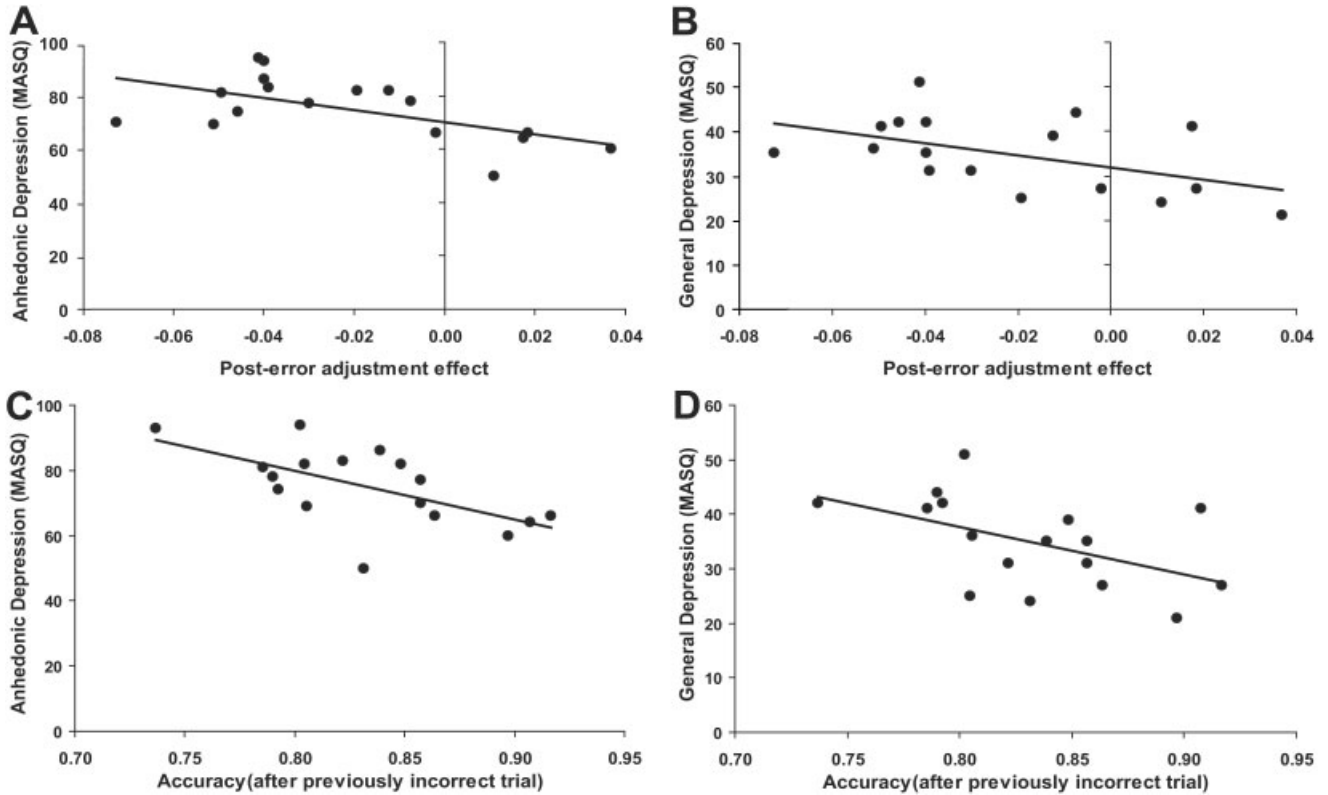 A
Anhedonic Depression (MASQ)
100
80
60
40
20
0
-0.08 -0.06 -0.04 -0.02 0.00 0.02 0.04
Post-error adjustment effect
B
General Depression (MASQ)
60
50
40
30
20
10
0
-0.08 -0.06 -0.04 -0.02 0.00 0.02 0.04
Post-error adjustment effect
C
Anhedonic Depression (MASQ)
100
80
60
40
20
0
0.70 0.75 0.80 0.85 0.90 0.95
Accuracy(after previously incorrect trial)
D
General Depression (MASQ)
60
50
40
30
20
10
0
0.70 0.75 0.80 0.85 0.90 0.95
Accuracy(after previously incorrect trial)